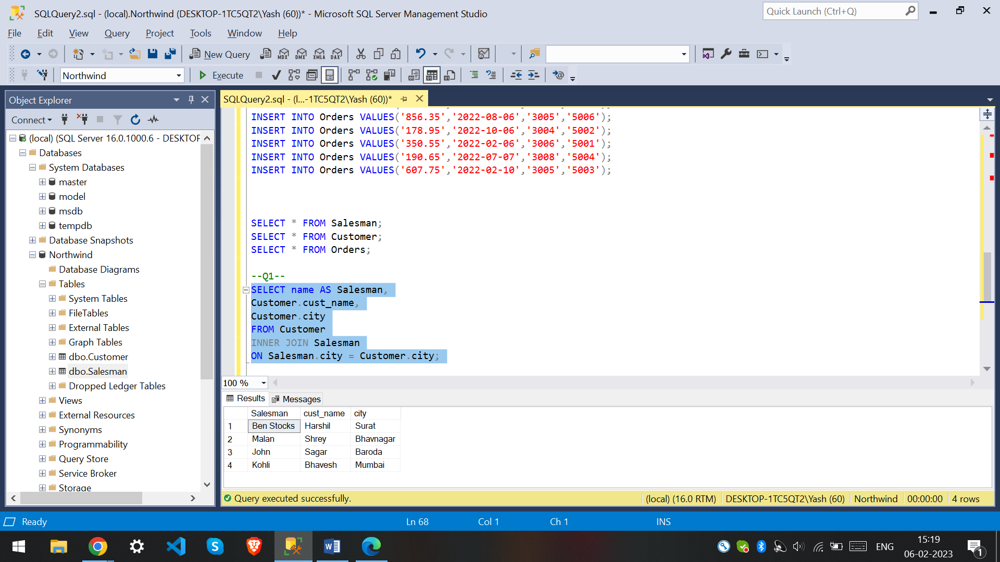 SQLQuery2.sql - (local).Northwind (DESKTOP-1TC5QT2\Yash (60))* - Microsoft SQL Server Management Studio
Quick Launch (Ctrl+Q)
File Edit View Query Project Tools Window Help
New Query
MDX DMX XMLA DAX
Northwind
Execute
Object Explorer
SQLQuery2.sql - (l...-1TC5QT2\Yash (60))*
Connect
(local) (SQL Server 16.0.1000.6 - DESKTOP
Databases
System Databases
master
model
msdb
tempdb
Database Snapshots
Northwind
Database Diagrams
Tables
System Tables
FileTables
External Tables
Graph Tables
dbo.Customer
dbo.Salesman
Dropped Ledger Tables
Views
External Resources
Synonyms
Programmability
Query Store
Service Broker
Storage
INSERT INTO Orders VALUES('856.35','2022-08-06','3005','5006');
INSERT INTO Orders VALUES('178.95','2022-10-06','3004','5002');
INSERT INTO Orders VALUES('350.55','2022-02-06','3006','5001');
INSERT INTO Orders VALUES('190.65','2022-07-07','3008','5004');
INSERT INTO Orders VALUES('607.75','2022-02-10','3005','5003');
SELECT * FROM Salesman;
SELECT * FROM Customer;
SELECT * FROM Orders;
--Q1--
SELECT name AS Salesman,
Customer.cust_name,
Customer.city
FROM Customer
INNER JOIN Salesman
ON Salesman.city = Customer.city;
100 %
Results Messages
Salesman cust_name city
1 Ben Stocks Harshil Surat
2 Malan Shrey Bhavnagar
3 John Sagar Baroda
4 Kohli Bhavesh Mumbai
Query executed successfully.
(local) (16.0 RTM) DESKTOP-1TC5QT2\Yash (60) Northwind 00:00:00 4 rows
Ready
Ln 68 Col 1 Ch 1 INS
ENG
15:19
06-02-2023
1